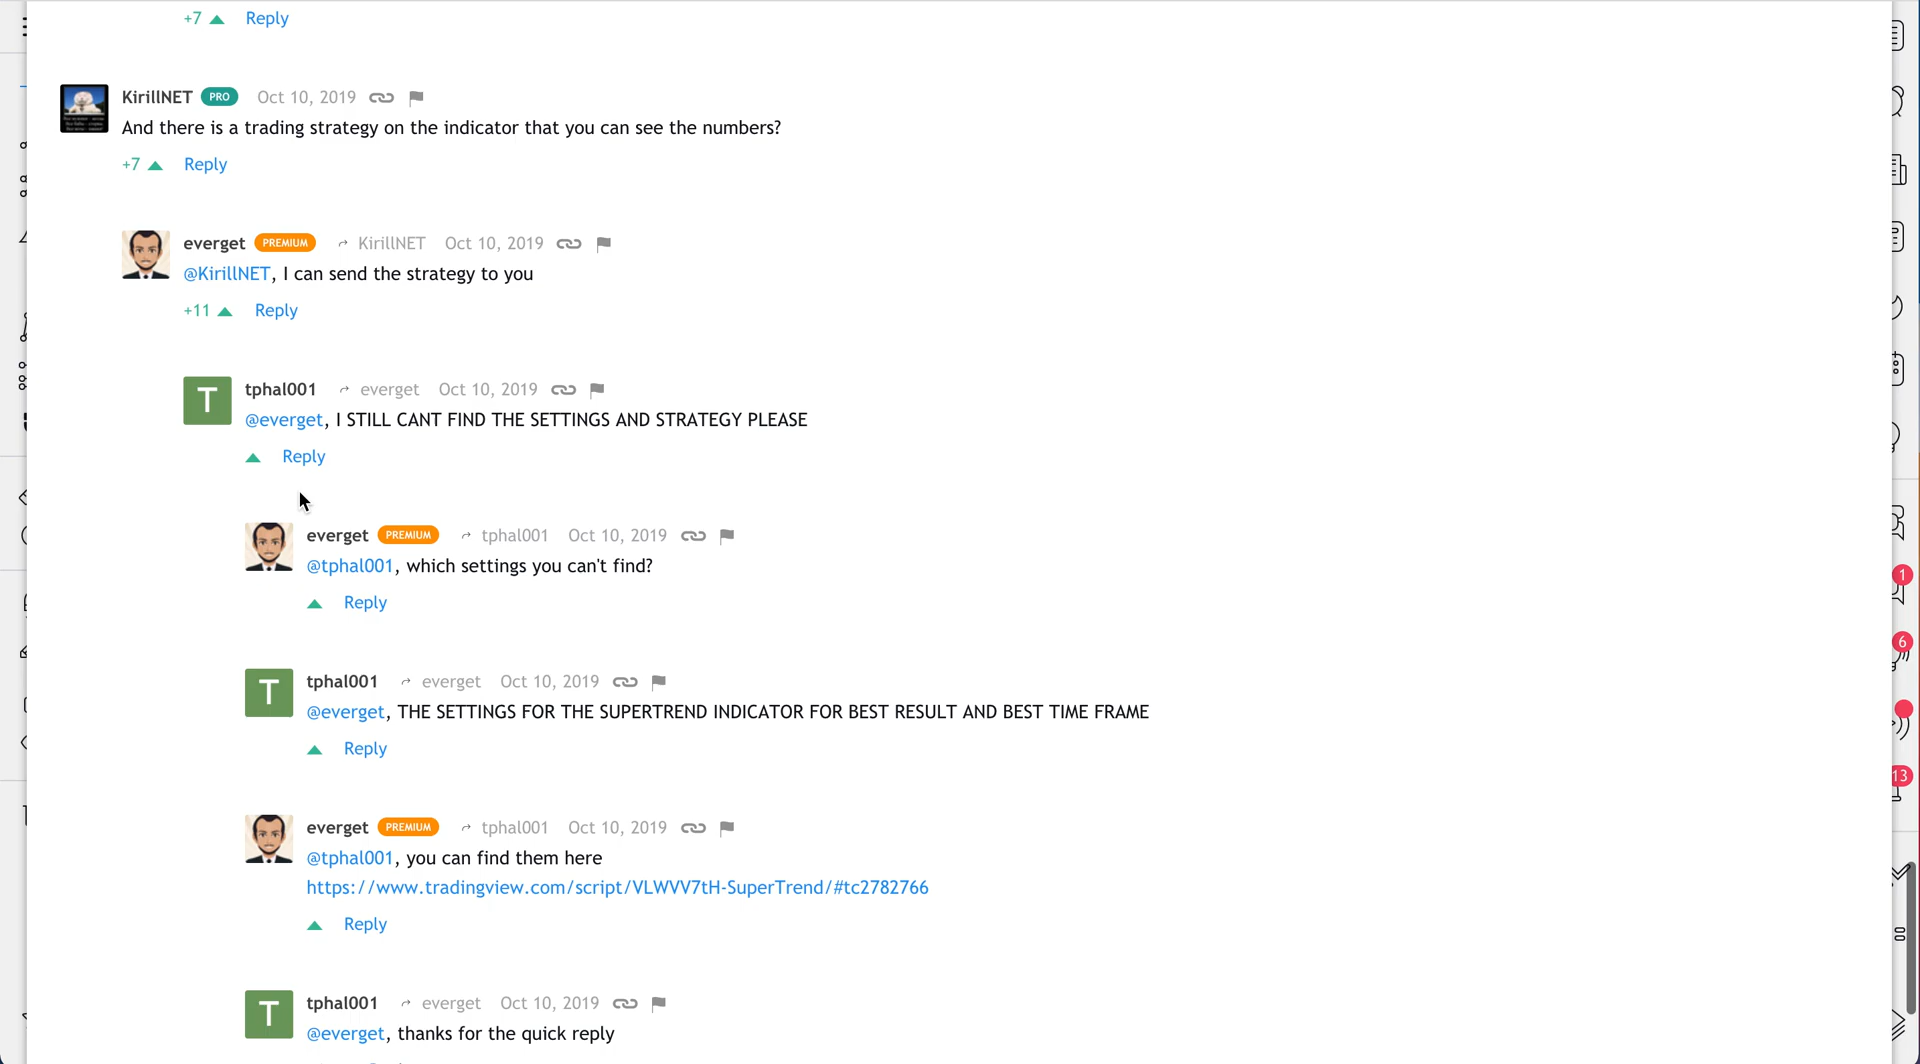 +7 Reply
KirillNET PRO Oct 10, 2019
And there is a trading strategy on the indicator that you can see the numbers?
+7 Reply
everget PREMIUM KirillNET Oct 10, 2019
@KirillNET, I can send the strategy to you
+11 Reply
T tphal001 everget Oct 10, 2019
@everget, I STILL CANT FIND THE SETTINGS AND STRATEGY PLEASE
Reply
everget PREMIUM tphal001 Oct 10, 2019
@tphal001, which settings you can't find?
Reply
T tphal001 everget Oct 10, 2019
@everget, THE SETTINGS FOR THE SUPERTREND INDICATOR FOR BEST RESULT AND BEST TIME FRAME
Reply
everget PREMIUM tphal001 Oct 10, 2019
@tphal001, you can find them here
https://www.tradingview.com/script/VLWVV7tH-SuperTrend/#tc2782766
Reply
T tphal001 everget Oct 10, 2019
@everget, thanks for the quick reply
1
6
13